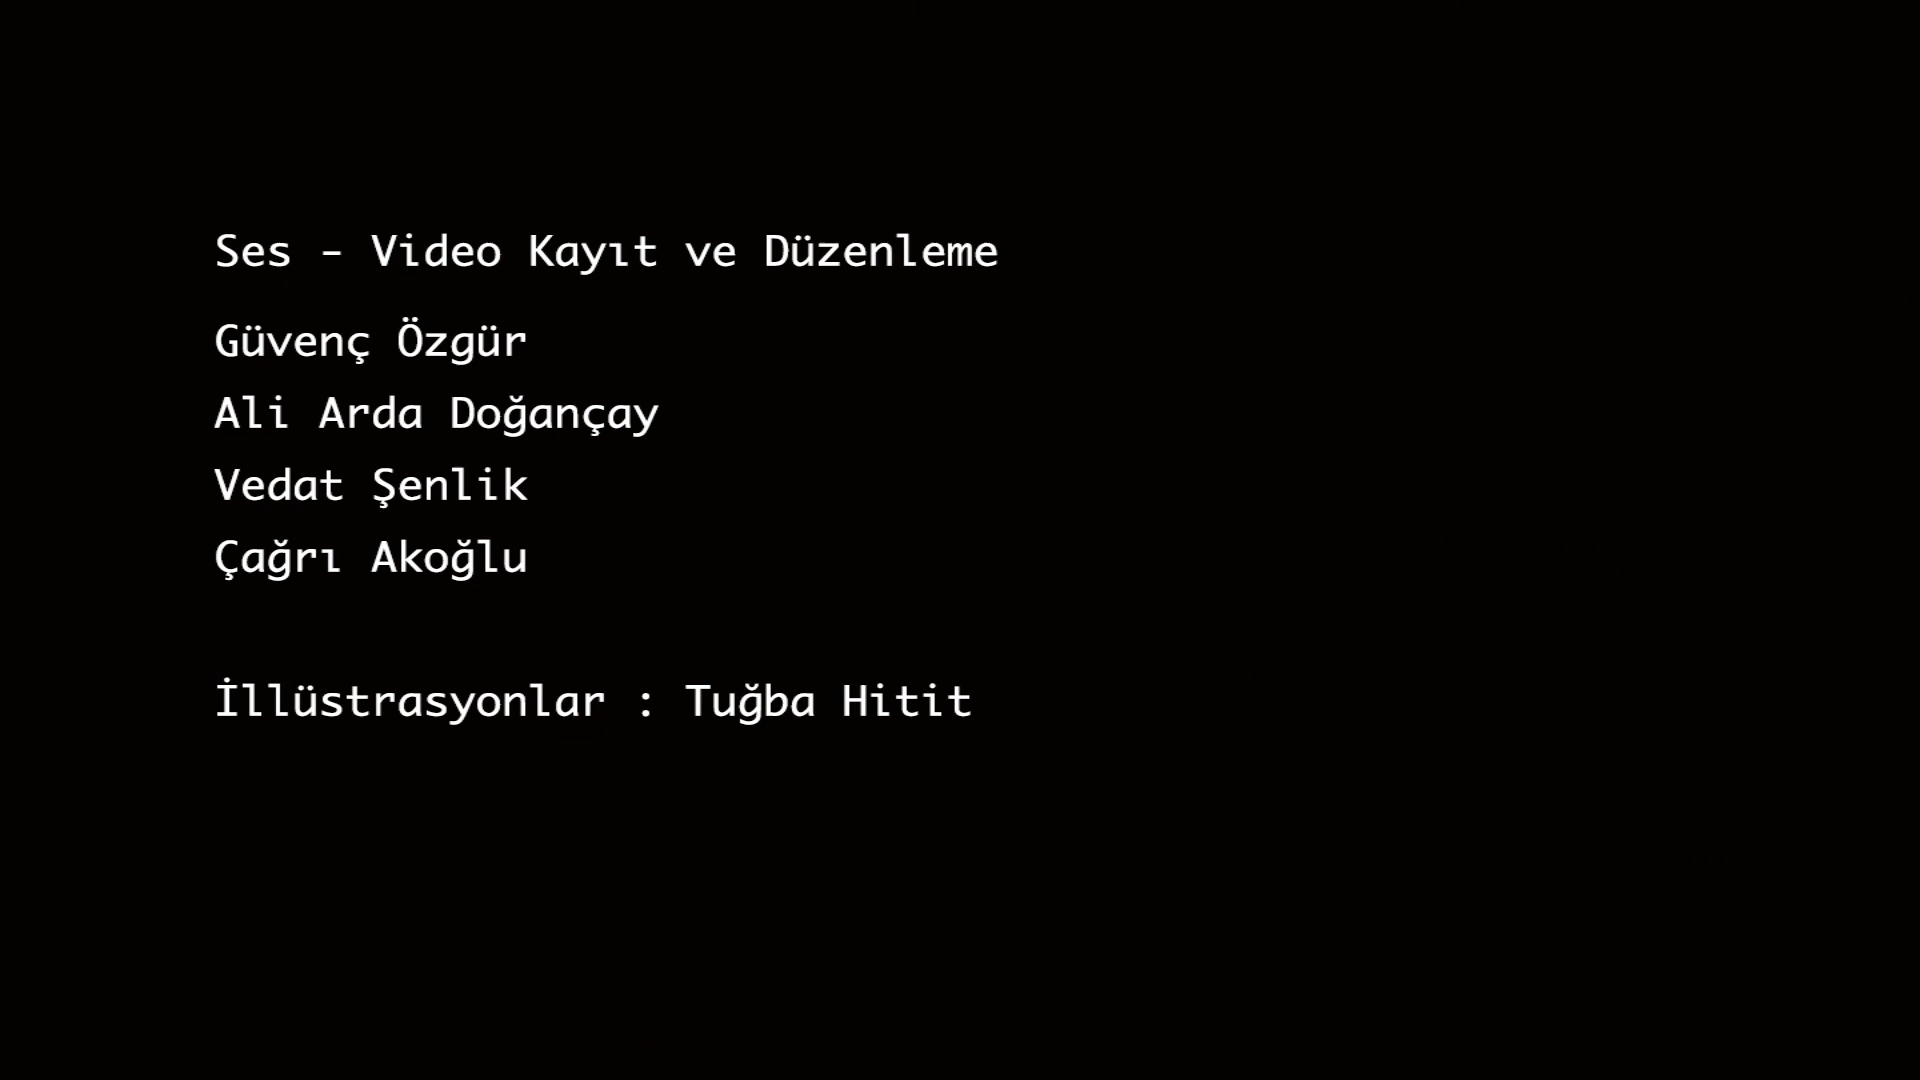 Ses - Video Kayıt ve Düzenleme
Güvenç Özgür
Ali Arda Doğançay
Vedat Şenlik
Çağrı Akoğlu
İllüstrasyonlar : Tuğba Hitit